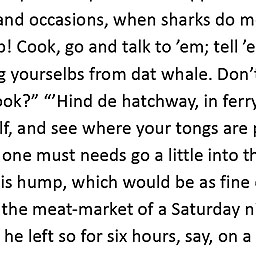 and occasions, when sharks do m
! Cook, go and talk to ’em; tell ’e
g yourselbs from dat whale. Don’
ook?” “’Hind de hatchway, in ferry
lf, and see where your tongs are p
one must needs go a little into th
is hump, which would be as fine
the meat-market of a Saturday n
he left so for six hours, say, on a